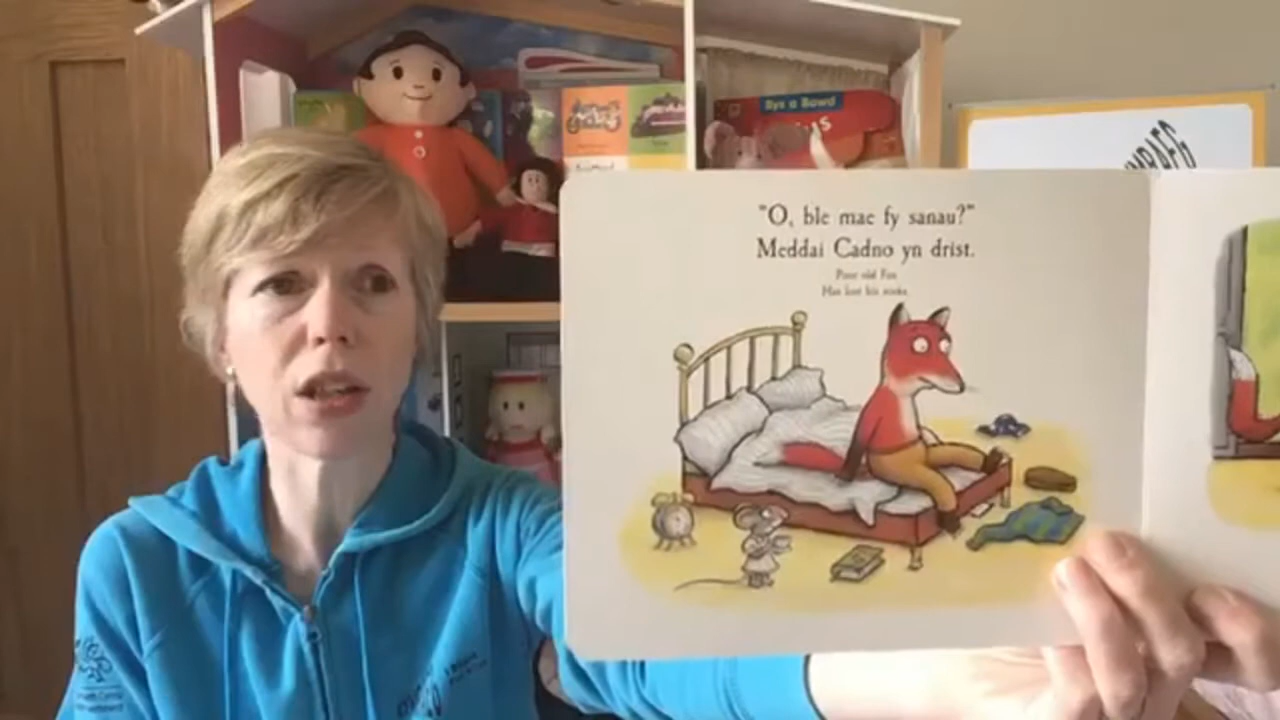 Bys a Bawd
"O, ble mae fy sanau?"
Meddai Cadno yn drist.
Poor old Fox
Has lost his socks.